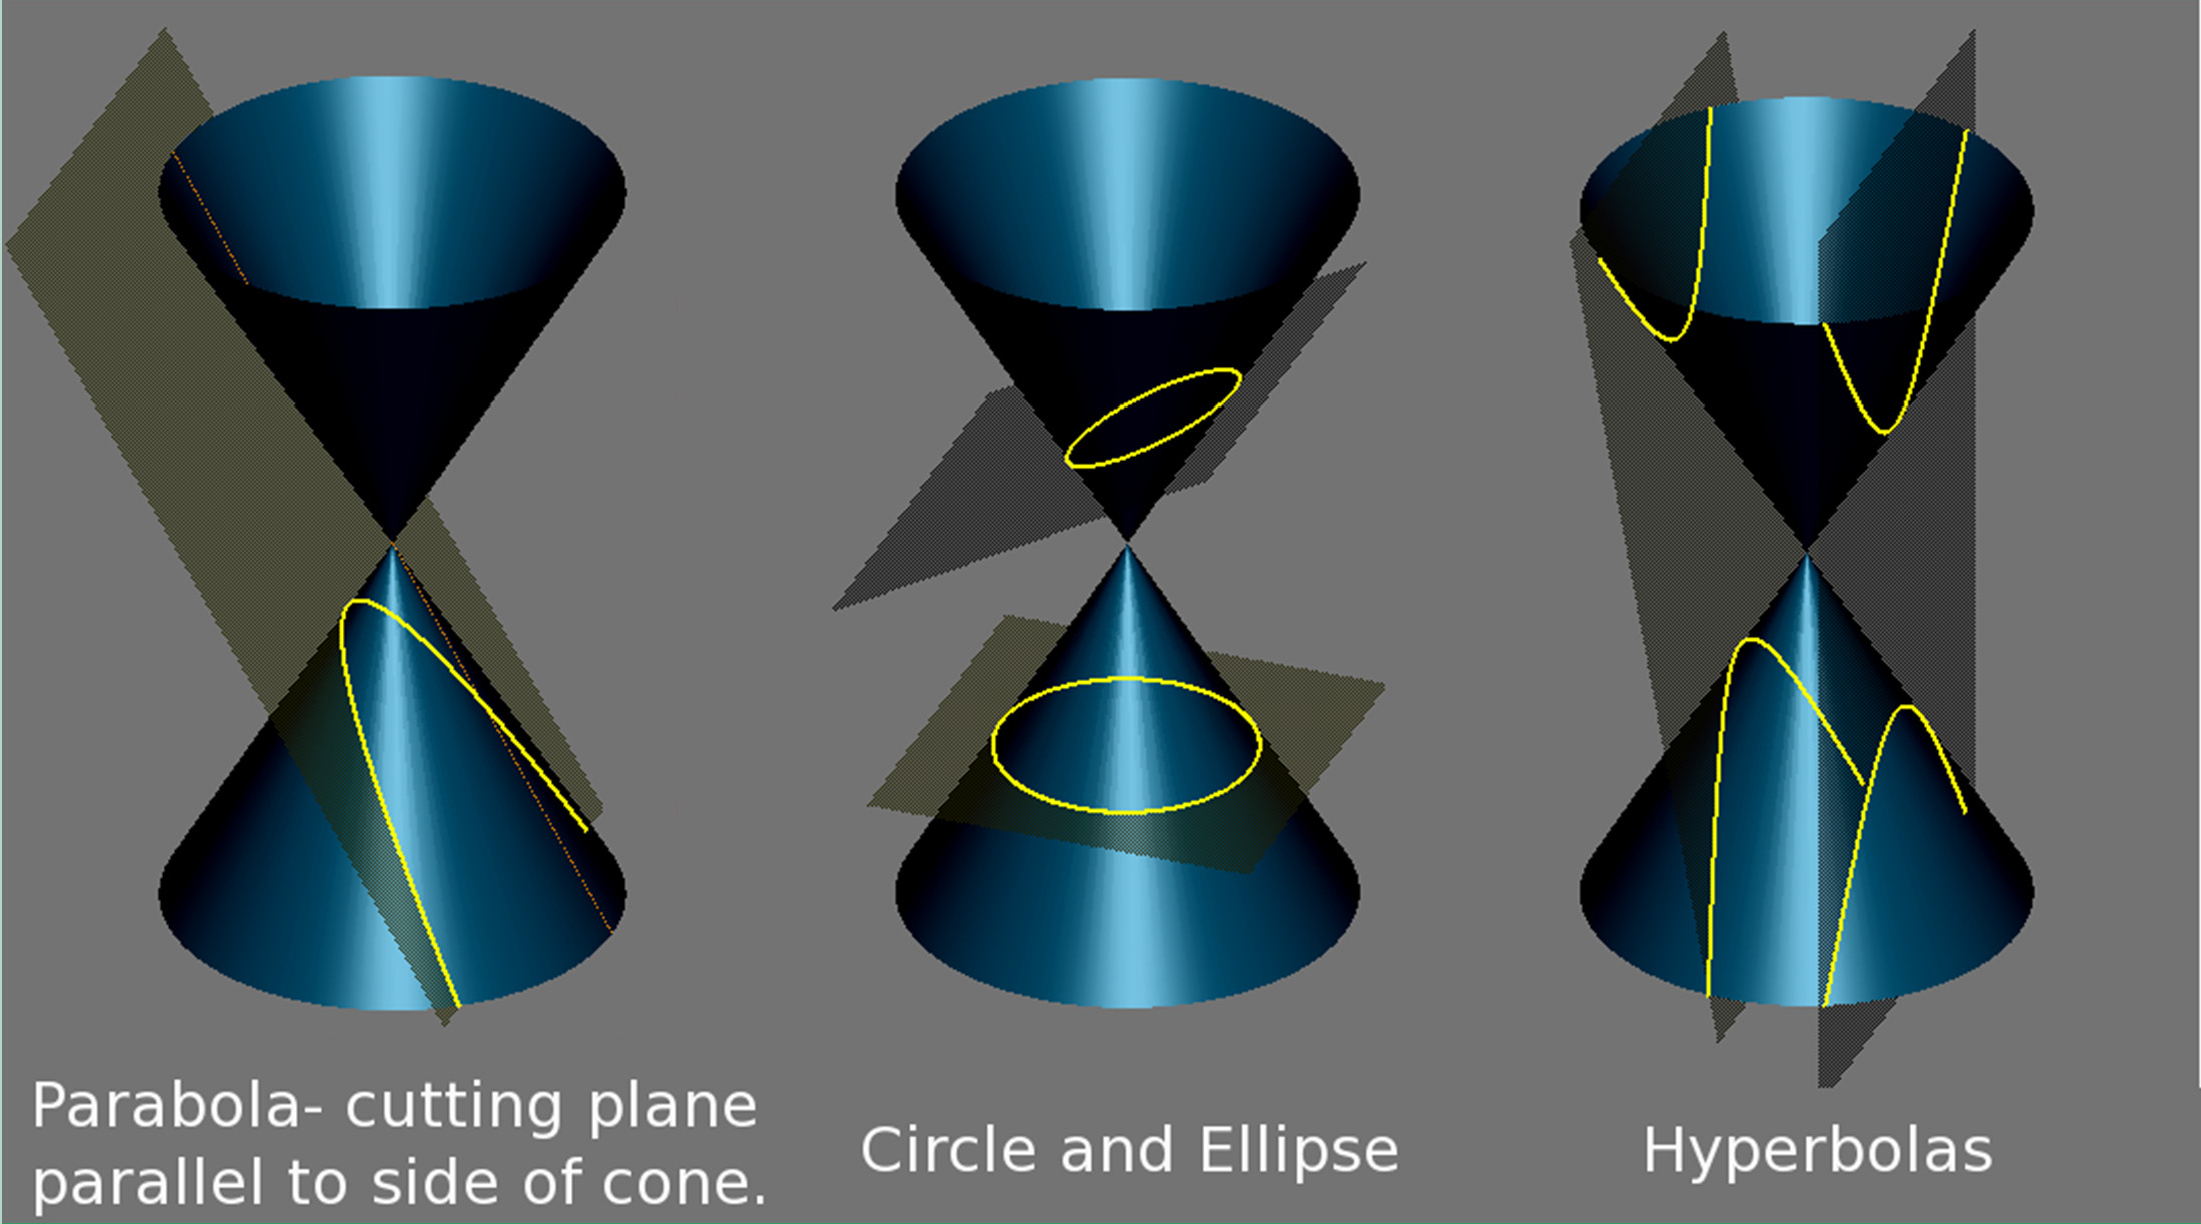 Parabola- cutting plane
parallel to side of cone.
Circle and Ellipse
Hyperbolas